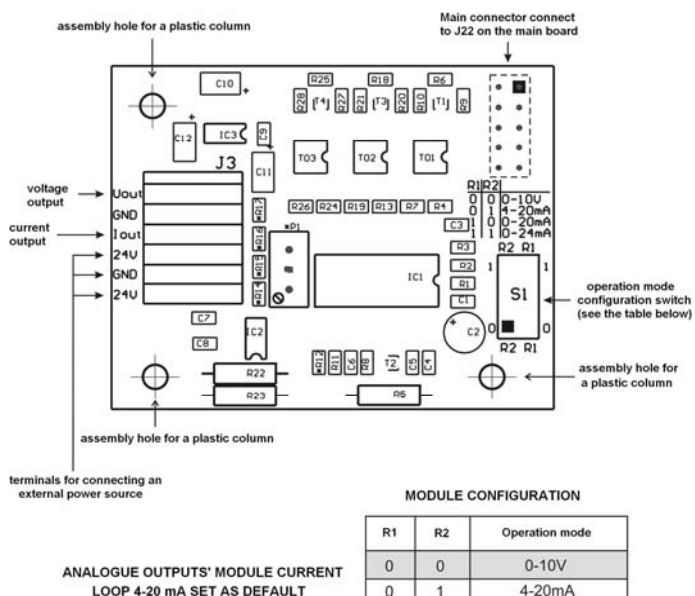 assembly hole for a plastic column
Main connector connect
to J22 on the main board
C10
R25
R18
R6
R28
T4
R27
R21
T3
R20
R10
T1
R9
C12
IC3
C9
TO3
TO2
TO1
J3
C11
voltage
output
Uout
GND
current
output
Iout
24V
GND
24V
*R17
*R16
*R15
*R14
R26
R24
R19
R13
R7
R4
*P1
R1 R2
0 0 0-10V
0 1 4-20mA
1 0 0-20mA
1 1 0-24mA
C3
R3
R2
R1
C1
IC1
R2 R1
1 1
S1
0 0
R2 R1
operation mode
configuration switch
(see the table below)
C7
C8
IC2
C2
*R12
R11
C6
R8
T2
C5
C4
R22
R23
R5
assembly hole for
a plastic column
assembly hole for a plastic column
terminals for connecting an
external power source
MODULE CONFIGURATION
R1 R2 Operation mode
0 0 0-10V
0 1 4-20mA
ANALOGUE OUTPUTS' MODULE CURRENT
LOOP 4-20 mA SET AS DEFAULT